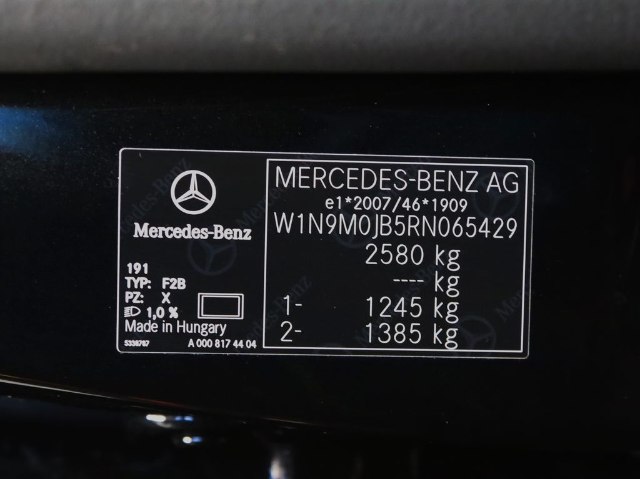 Mercedes-Benz
191
TYP: F2B
PZ: X
1,0 %
Made in Hungary
5336767 A 000 817 44 04
MERCEDES-BENZ AG
e1*2007/46*1909
W1N9M0JB5RN065429
2580 kg
---- kg
1- 1245 kg
2- 1385 kg